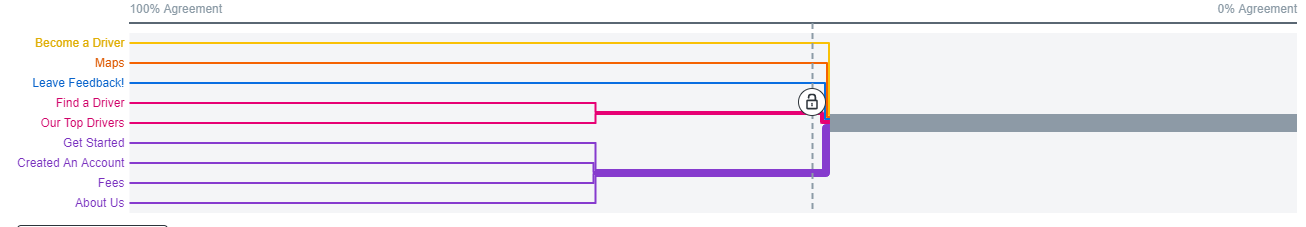 100% Agreement
0% Agreement
Become a Driver
Maps
Leave Feedback!
Find a Driver
Our Top Drivers
Get Started
Created An Account
Fees
About Us